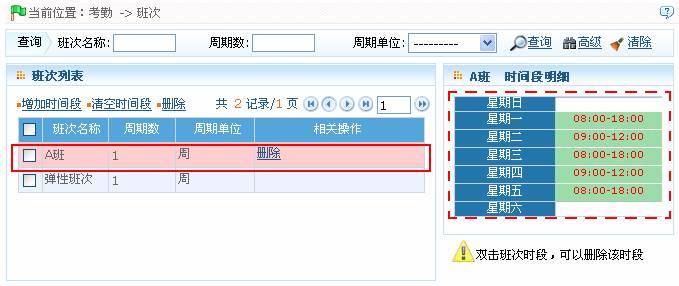 当前位置：考勤 -> 班次
查询 班次名称: 周期数: 周期单位: --------- 查询 高级 清除
班次列表
增加时间段 清空时间段 删除 共 2 记录/1 页 1
班次名称 周期数 周期单位 相关操作
A班 1 周 删除
弹性班次 1 周
A班 时间段明细
星期日
星期一 08:00-18:00
星期二 09:00-12:00
星期三 08:00-18:00
星期四 09:00-12:00
星期五 08:00-18:00
星期六
双击班次时段，可以删除该时段